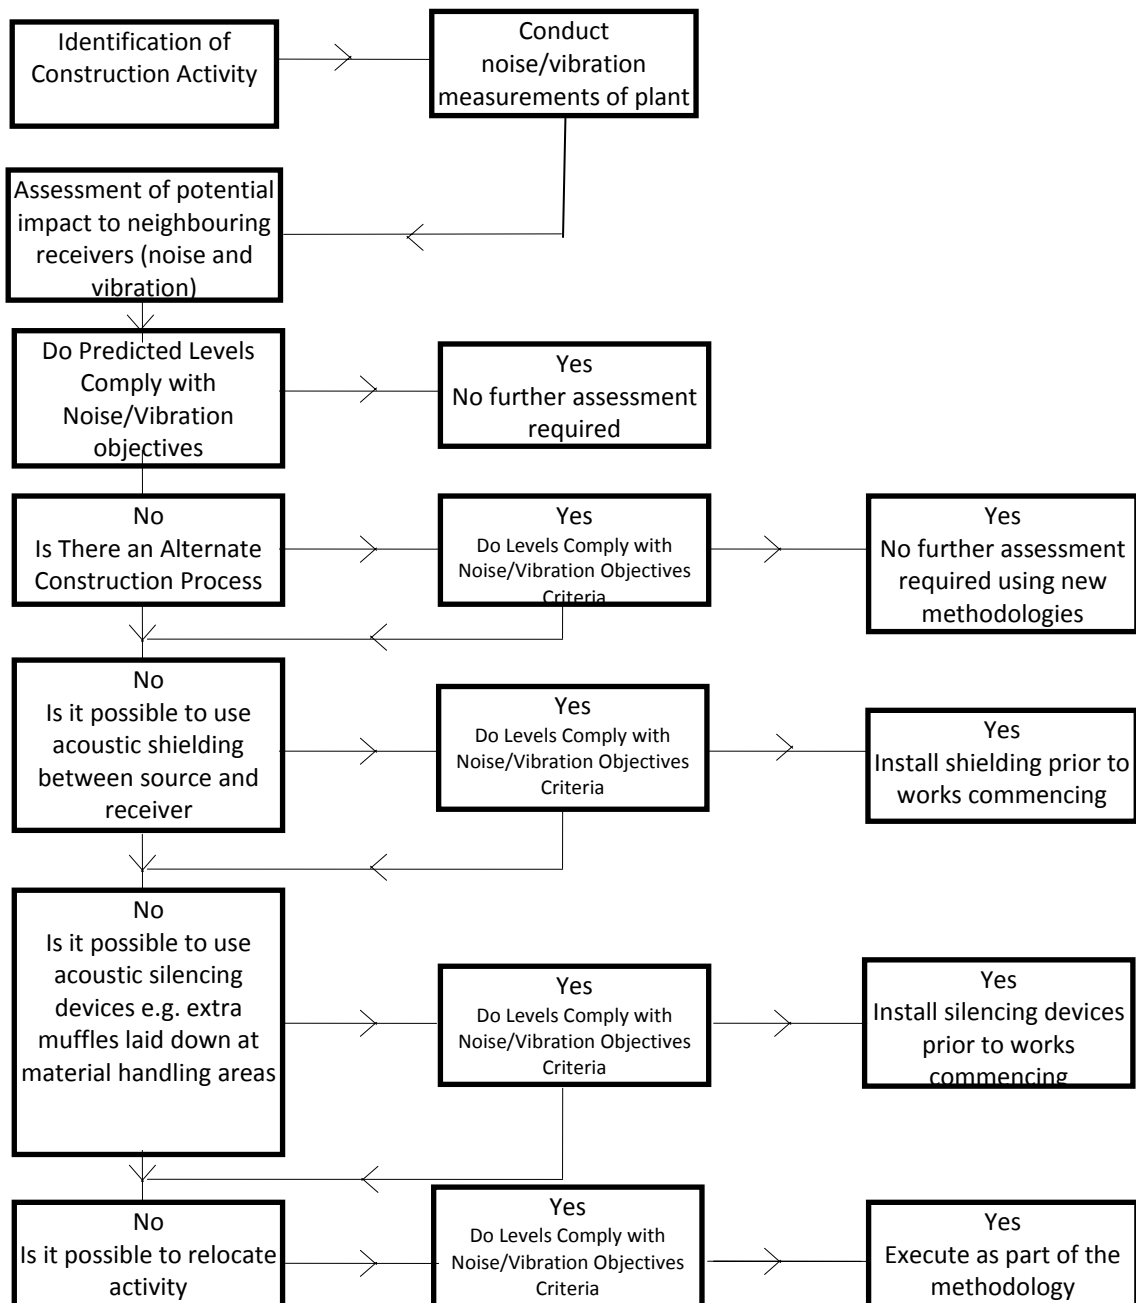 Identification of
Construction Activity
Conduct
noise/vibration
measurements of plant
Assessment of potential
impact to neighbouring
receivers (noise and
vibration)
Do Predicted Levels
Comply with
Noise/Vibration
objectives
Yes
No further assessment
required
No
Is There an Alternate
Construction Process
Yes
Do Levels Comply with
Noise/Vibration Objectives
Criteria
Yes
No further assessment
required using new
methodologies
No
Is it possible to use
acoustic shielding
between source and
receiver
Yes
Do Levels Comply with
Noise/Vibration Objectives
Criteria
Yes
Install shielding prior to
works commencing
No
Is it possible to use
acoustic silencing
devices e.g. extra
muffles laid down at
material handling areas
Yes
Do Levels Comply with
Noise/Vibration Objectives
Criteria
Yes
Install silencing devices
prior to works
commencing
No
Is it possible to relocate
activity
Yes
Do Levels Comply with
Noise/Vibration Objectives
Criteria
Yes
Execute as part of the
methodology